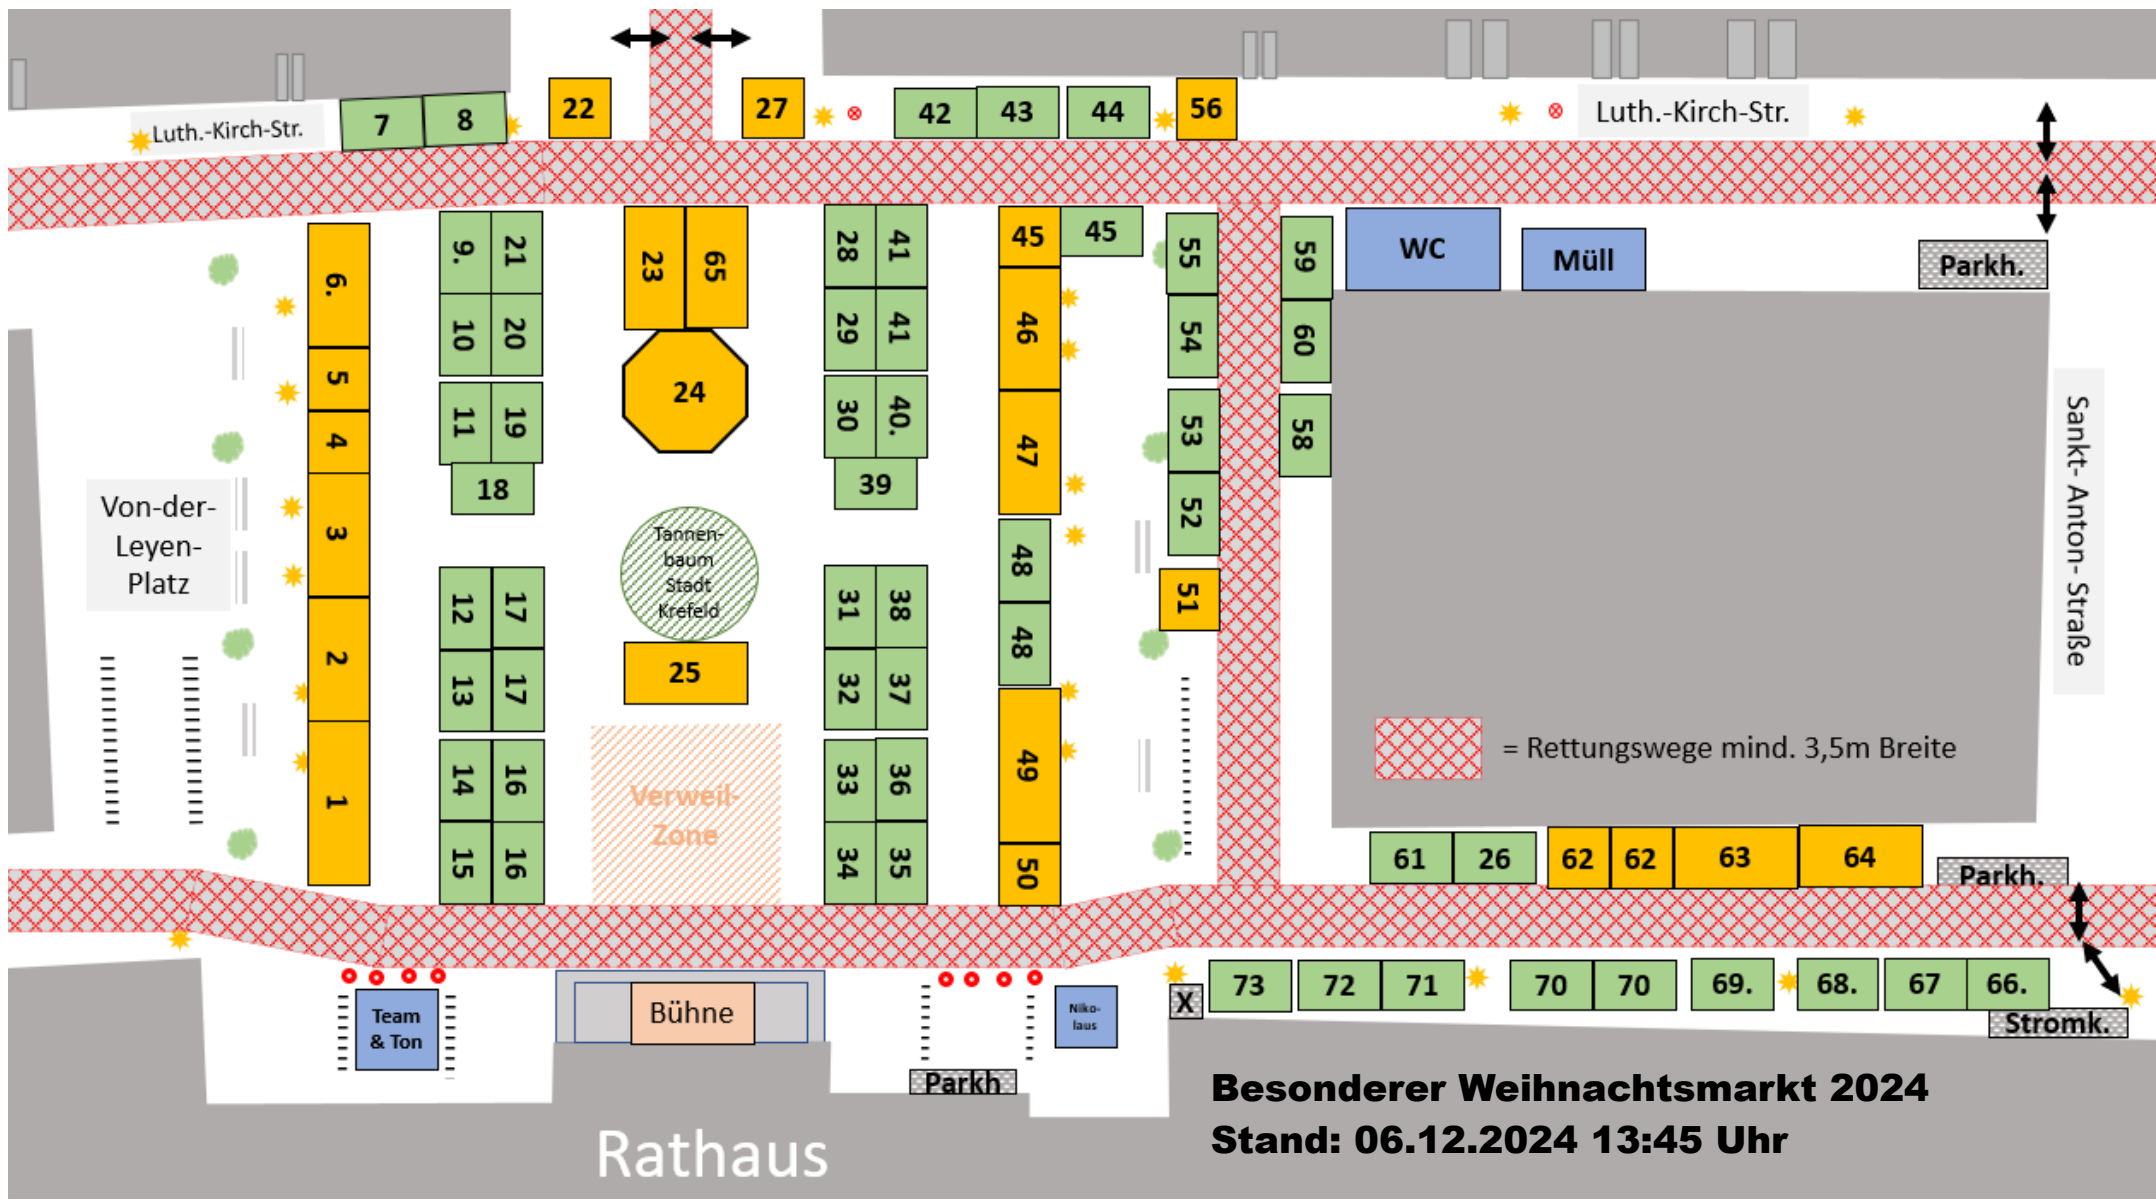 22
27
42
43
44
56
7
8
Luth.-Kirch-Str.
Luth.-Kirch-Str.
6.
5
4
3
2
1
9.
21
10
20
11
19
18
12
17
13
17
14
16
15
16
23
65
24
Tannen-
baum
Stadt
Krefeld
25
Verweil-
Zone
28
41
29
41
30
40.
39
31
38
32
37
33
36
34
35
45
45
46
47
48
48
49
50
55
54
53
52
51
59
60
58
WC
Müll
Parkh.
Von-der-
Leyen-
Platz
Sankt- Anton- Straße
= Rettungswege mind. 3,5m Breite
61
26
62
62
63
64
Parkh.
73
72
71
70
70
69.
68.
67
66.
X
Stromk.
Team
& Ton
Bühne
Niko-
laus
Parkh
Rathaus
Besonderer Weihnachtsmarkt 2024
Stand: 06.12.2024 13:45 Uhr